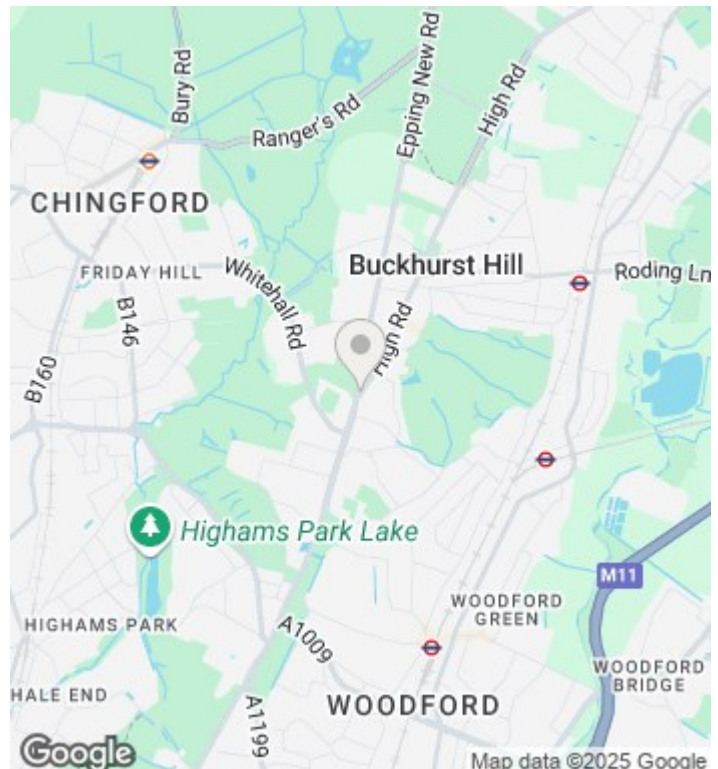 Bury Rd
Ranger's Rd
Epping New Rd
High Rd
CHINGFORD
FRIDAY HILL
Whitehall Rd
Buckhurst Hill
Roding Ln
B146
High Rd
B160
Highams Park Lake
M11
WOODFORD
GREEN
HIGHAMS PARK
A1009
WOODFORD
BRIDGE
HALE END
A1199
WOODFORD
Google
Map data ©2025 Google